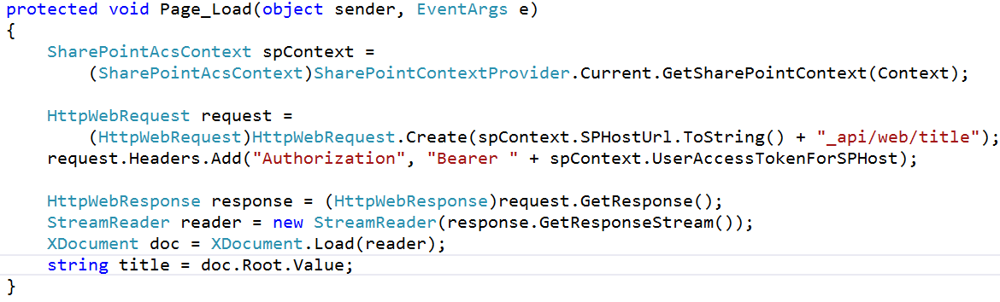 protected void Page_Load(object sender, EventArgs e)
{
    SharePointAcsContext spContext =
        (SharePointAcsContext)SharePointContextProvider.Current.GetSharePointContext(Context);

    HttpWebRequest request =
        (HttpWebRequest)HttpWebRequest.Create(spContext.SPHostUrl.ToString() + "_api/web/title");
    request.Headers.Add("Authorization", "Bearer " + spContext.UserAccessTokenForSPHost);

    HttpWebResponse response = (HttpWebResponse)request.GetResponse();
    StreamReader reader = new StreamReader(response.GetResponseStream());
    XDocument doc = XDocument.Load(reader);
    string title = doc.Root.Value;
}